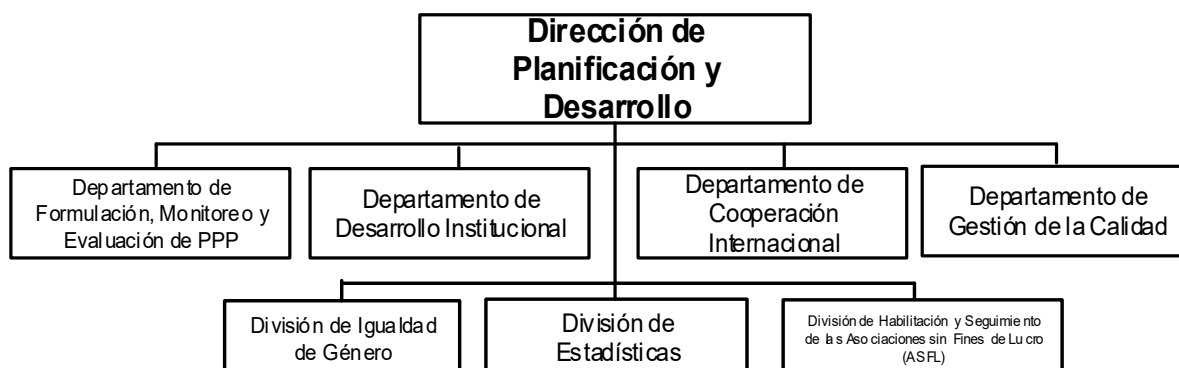 Dirección de
Planificación y
Desarrollo
Departamento de
Formulación, Monitoreo y
Evaluación de PPP
Departamento de
Desarrollo Institucional
Departamento de
Cooperación
Internacional
Departamento de
Gestión de la Calidad
División de Igualdad
de Género
División de
Estadísticas
División de Habilitación y Seguimiento
de las Asociaciones sin Fines de Lucro
(ASFL)